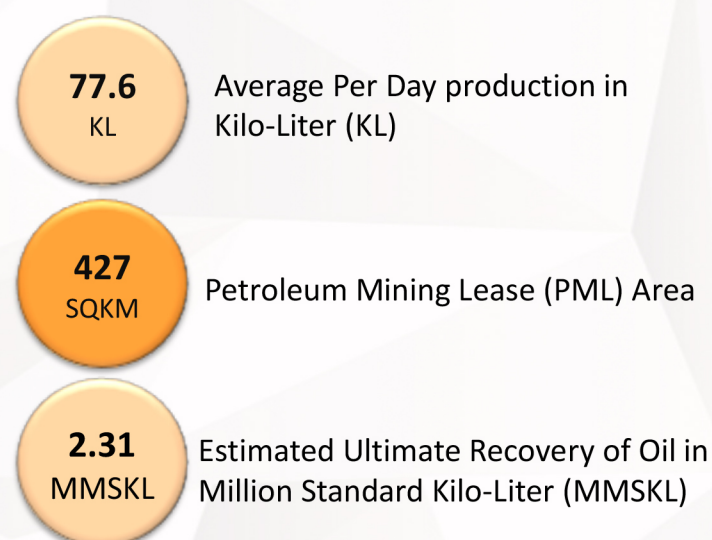 77.6
KL
Average Per Day production in
Kilo-Liter (KL)
427
SQKM
Petroleum Mining Lease (PML) Area
2.31
MMSKL
Estimated Ultimate Recovery of Oil in
Million Standard Kilo-Liter (MMSKL)